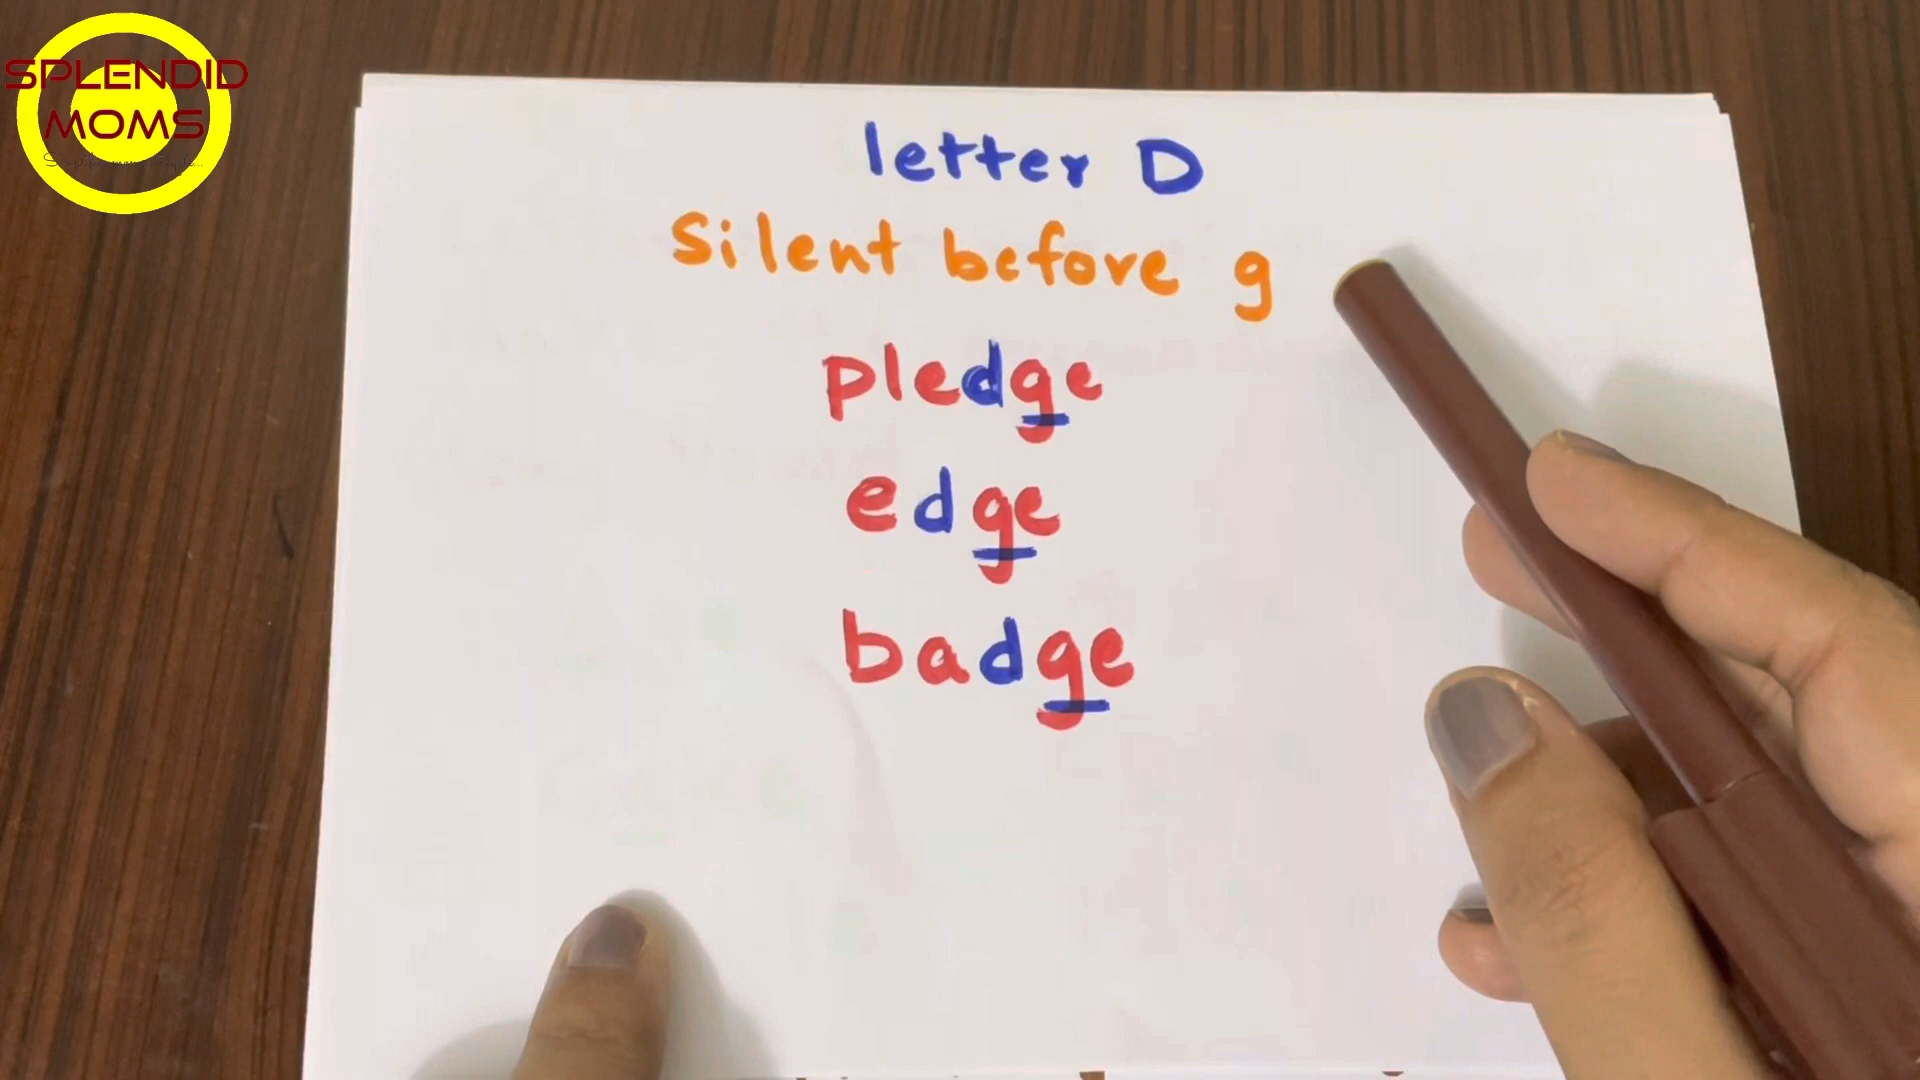 SPLENDID
MOMS
letter D
Silent before g
pledge
edge
badge